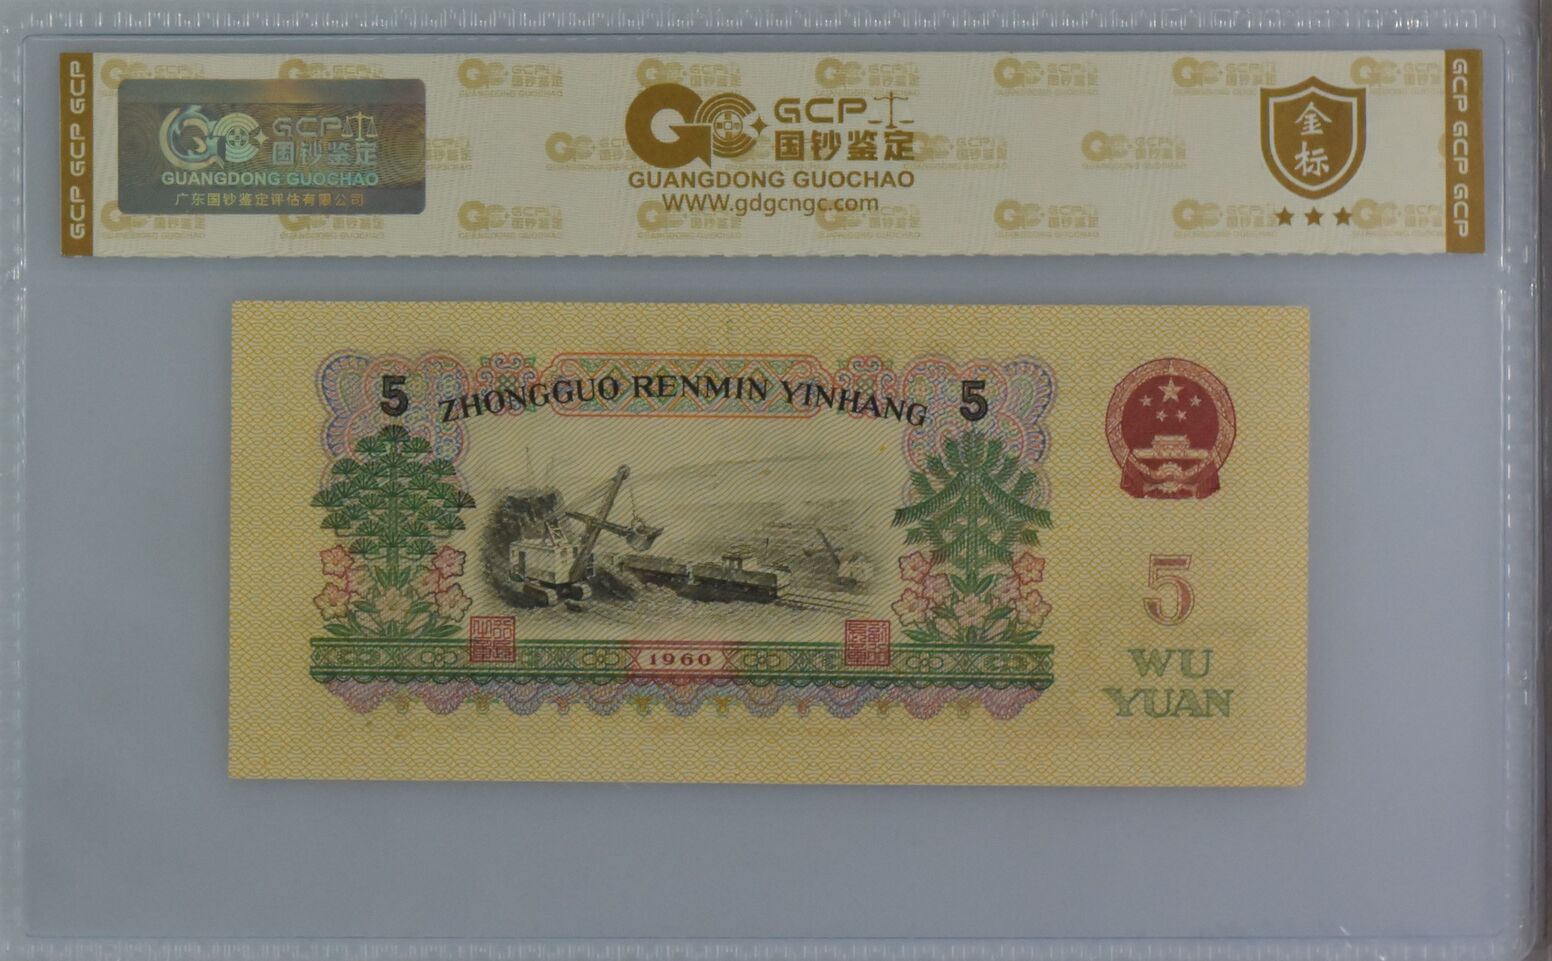 GCP GCP GCP
GCP
国钞鉴定
GUANGDONG GUOCHAO
广东国钞鉴定评估有限公司
GCP
国钞鉴定
GUANGDONG GUOCHAO
WWW.gdgcngc.com
金标
GCP GCP GCP
5
ZHONGGUO RENMIN YINHANG
5
1960
5
WU
YUAN